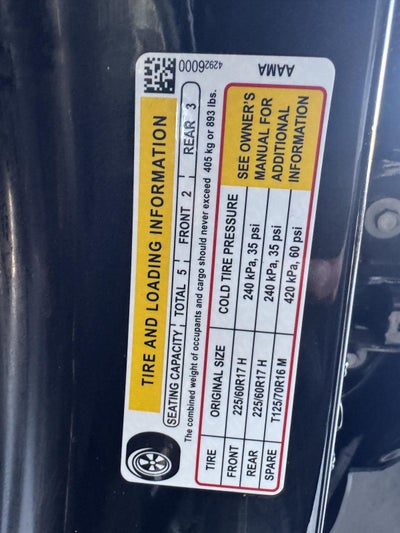 42926000
AAMA
TIRE AND LOADING INFORMATION
SEATING CAPACITY TOTAL 5 FRONT 2 REAR 3
The combined weight of occupants and cargo should never exceed 405 kg or 893 lbs.
TIRE ORIGINAL SIZE COLD TIRE PRESSURE
FRONT 225/60R17 H 240 kPa, 35 psi
REAR 225/60R17 H 240 kPa, 35 psi
SPARE T125/70R16 M 420 kPa, 60 psi
SEE OWNER'S
MANUAL FOR
ADDITIONAL
INFORMATION